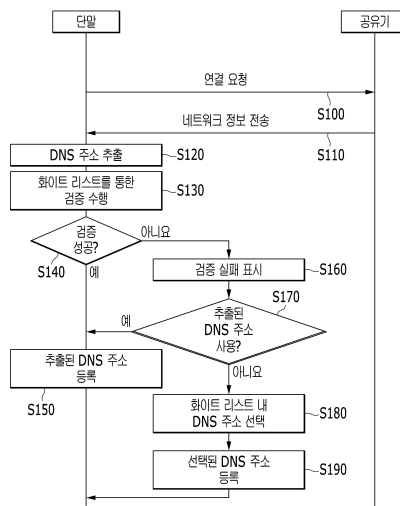 단말
공유기
연결 요청
S100
네트워크 정보 전송
S110
DNS 주소 추출
S120
화이트 리스트를 통한
검증 수행
S130
검증
성공?
아니요
S140
예
검증 실패 표시
S160
S170
예
추출된
DNS 주소
사용?
추출된 DNS 주소
등록
S150
아니요
화이트 리스트 내
DNS 주소 선택
S180
선택된 DNS 주소
등록
S190